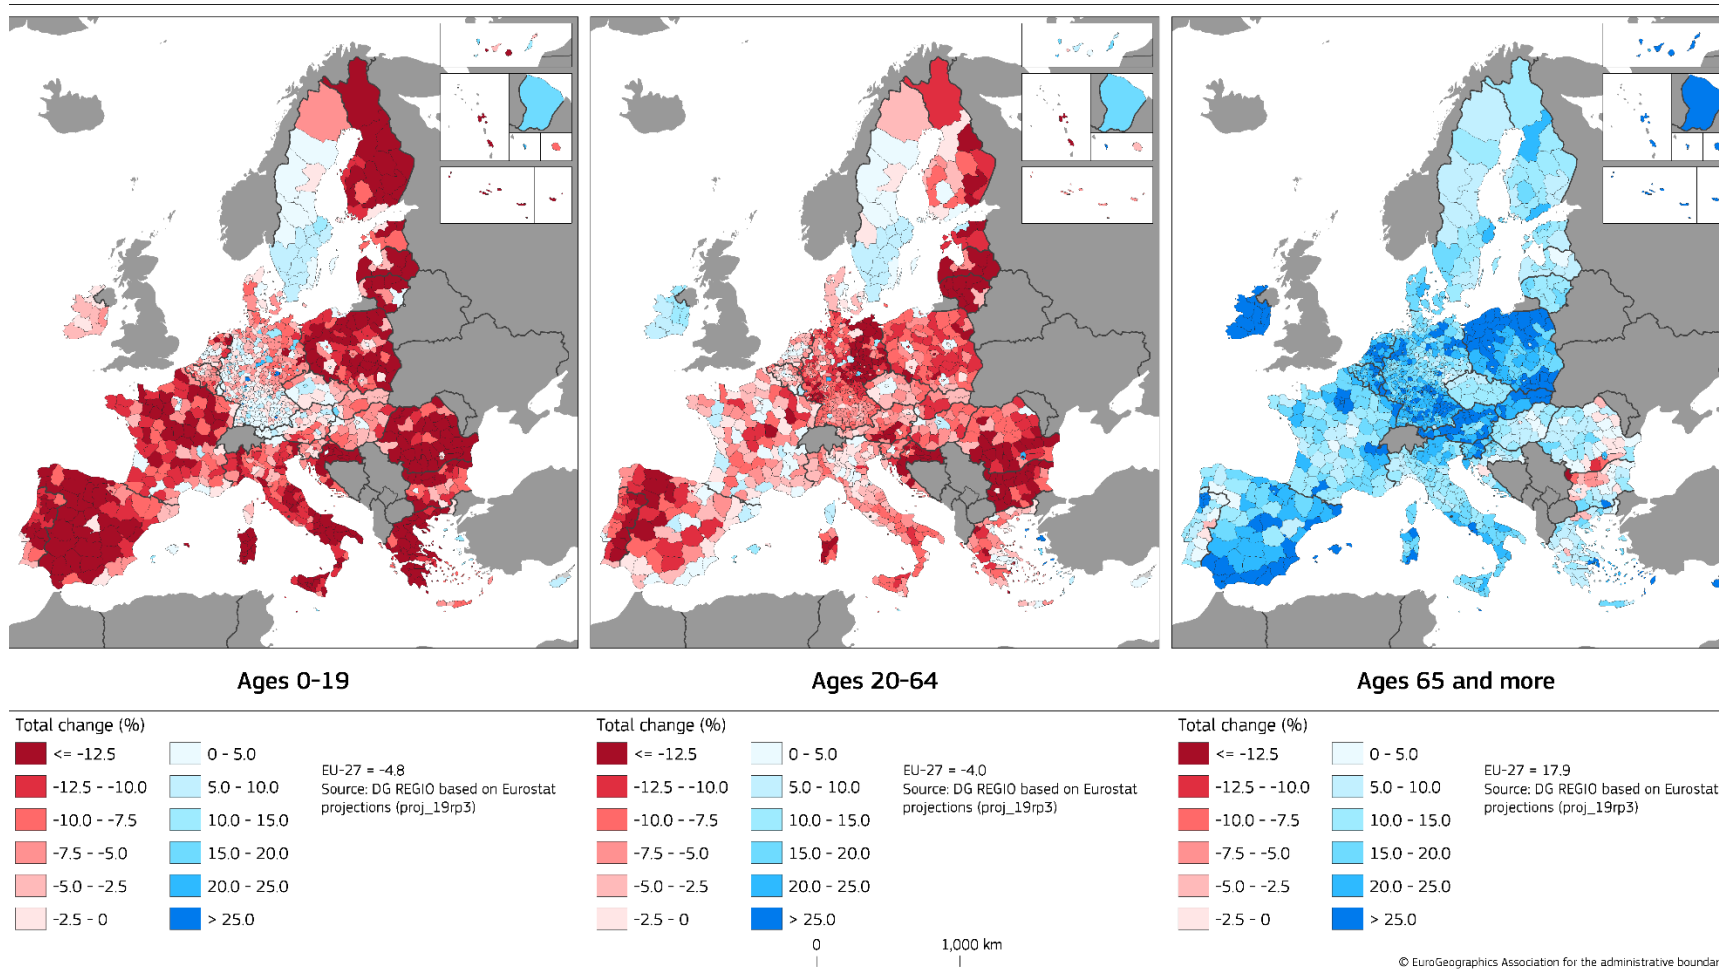 Ages 0-19
Ages 20-64
Ages 65 and more
Total change (%)
<= -12.5
-12.5 - -10.0
-10.0 - -7.5
-7.5 - -5.0
-5.0 - -2.5
-2.5 - 0
0 - 5.0
5.0 - 10.0
10.0 - 15.0
15.0 - 20.0
20.0 - 25.0
> 25.0
EU-27 = -4.8
Source: DG REGIO based on Eurostat
projections (proj_19rp3)
Total change (%)
<= -12.5
-12.5 - -10.0
-10.0 - -7.5
-7.5 - -5.0
-5.0 - -2.5
-2.5 - 0
0 - 5.0
5.0 - 10.0
10.0 - 15.0
15.0 - 20.0
20.0 - 25.0
> 25.0
EU-27 = -4.0
Source: DG REGIO based on Eurostat
projections (proj_19rp3)
Total change (%)
<= -12.5
-12.5 - -10.0
-10.0 - -7.5
-7.5 - -5.0
-5.0 - -2.5
-2.5 - 0
0 - 5.0
5.0 - 10.0
10.0 - 15.0
15.0 - 20.0
20.0 - 25.0
> 25.0
EU-27 = 17.9
Source: DG REGIO based on Eurostat
projections (proj_19rp3)
0 1,000 km
© EuroGeographics Association for the administrative boundar